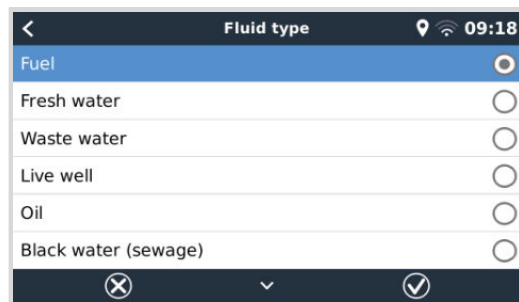 Fluid type 09:18
Fuel
Fresh water
Waste water
Live well
Oil
Black water (sewage)